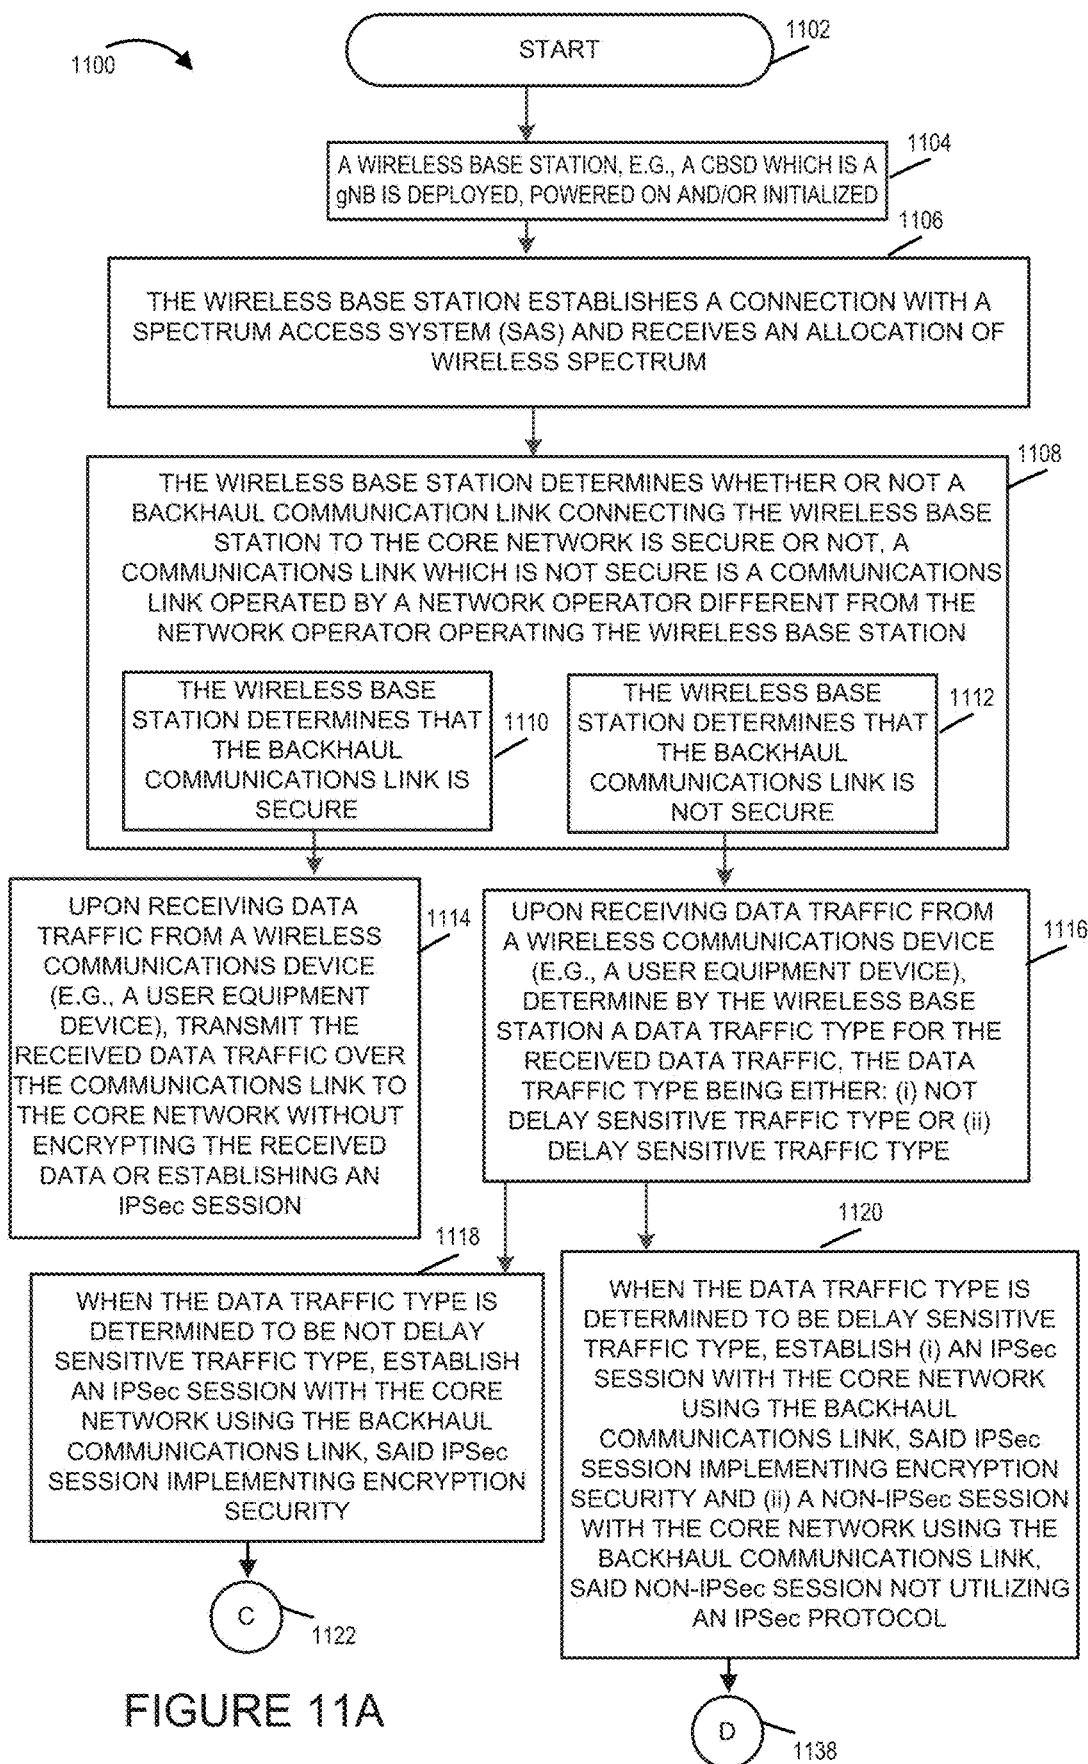 1100
START
1102
A WIRELESS BASE STATION, E.G., A CBSD WHICH IS A
gNB IS DEPLOYED, POWERED ON AND/OR INITIALIZED
1104
1106
THE WIRELESS BASE STATION ESTABLISHES A CONNECTION WITH A
SPECTRUM ACCESS SYSTEM (SAS) AND RECEIVES AN ALLOCATION OF
WIRELESS SPECTRUM
1108
THE WIRELESS BASE STATION DETERMINES WHETHER OR NOT A
BACKHAUL COMMUNICATION LINK CONNECTING THE WIRELESS BASE
STATION TO THE CORE NETWORK IS SECURE OR NOT, A
COMMUNICATIONS LINK WHICH IS NOT SECURE IS A COMMUNICATIONS
LINK OPERATED BY A NETWORK OPERATOR DIFFERENT FROM THE
NETWORK OPERATOR OPERATING THE WIRELESS BASE STATION
THE WIRELESS BASE
STATION DETERMINES THAT
THE BACKHAUL
COMMUNICATIONS LINK IS
SECURE
1110
THE WIRELESS BASE
STATION DETERMINES THAT
THE BACKHAUL
COMMUNICATIONS LINK IS
NOT SECURE
1112
UPON RECEIVING DATA
TRAFFIC FROM A WIRELESS
COMMUNICATIONS DEVICE
(E.G., A USER EQUIPMENT
DEVICE), TRANSMIT THE
RECEIVED DATA TRAFFIC OVER
THE COMMUNICATIONS LINK TO
THE CORE NETWORK WITHOUT
ENCRYPTING THE RECEIVED
DATA OR ESTABLISHING AN
IPSec SESSION
1114
UPON RECEIVING DATA TRAFFIC FROM
A WIRELESS COMMUNICATIONS DEVICE
(E.G., A USER EQUIPMENT DEVICE),
DETERMINE BY THE WIRELESS BASE
STATION A DATA TRAFFIC TYPE FOR THE
RECEIVED DATA TRAFFIC, THE DATA
TRAFFIC TYPE BEING EITHER: (i) NOT
DELAY SENSITIVE TRAFFIC TYPE OR (ii)
DELAY SENSITIVE TRAFFIC TYPE
1116
1118
WHEN THE DATA TRAFFIC TYPE IS
DETERMINED TO BE NOT DELAY
SENSITIVE TRAFFIC TYPE, ESTABLISH
AN IPSec SESSION WITH THE CORE
NETWORK USING THE BACKHAUL
COMMUNICATIONS LINK, SAID IPSec
SESSION IMPLEMENTING ENCRYPTION
SECURITY
1120
WHEN THE DATA TRAFFIC TYPE IS
DETERMINED TO BE DELAY SENSITIVE
TRAFFIC TYPE, ESTABLISH (i) AN IPSec
SESSION WITH THE CORE NETWORK
USING THE BACKHAUL
COMMUNICATIONS LINK, SAID IPSec
SESSION IMPLEMENTING ENCRYPTION
SECURITY AND (ii) A NON-IPSec SESSION
WITH THE CORE NETWORK USING THE
BACKHAUL COMMUNICATIONS LINK,
SAID NON-IPSec SESSION NOT UTILIZING
AN IPSec PROTOCOL
C
1122
D
1138
FIGURE 11A